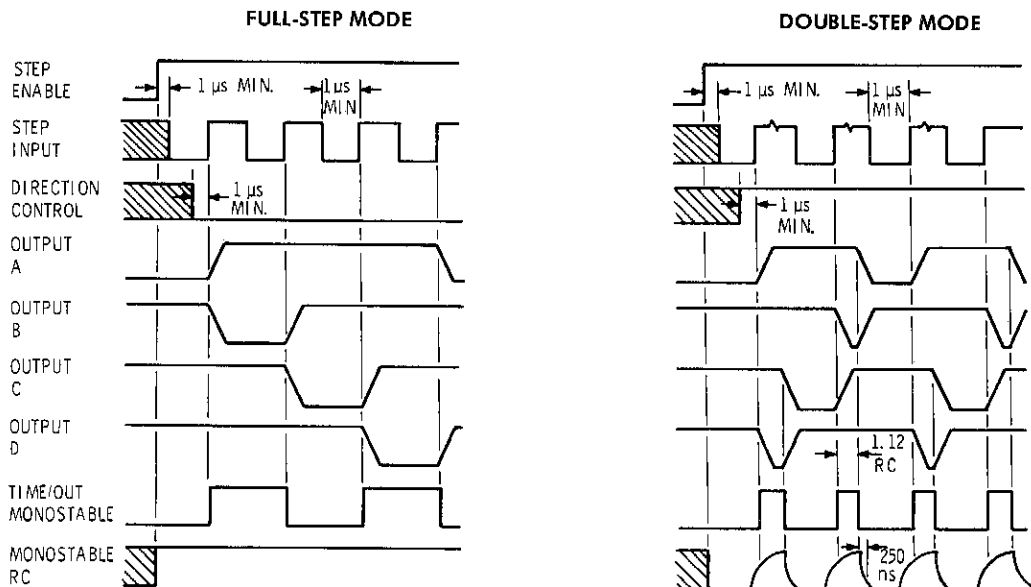 FULL-STEP MODE
DOUBLE-STEP MODE
STEP
ENABLE
1 µs MIN.
1 µs
MIN
STEP
INPUT
DIRECTION
CONTROL
1 µs
MIN.
OUTPUT
A
OUTPUT
B
OUTPUT
C
OUTPUT
D
TIME/OUT
MONOSTABLE
MONOSTABLE
RC
1 µs MIN.
1 µs
MIN
1 µs
MIN.
1.12
RC
250
ns